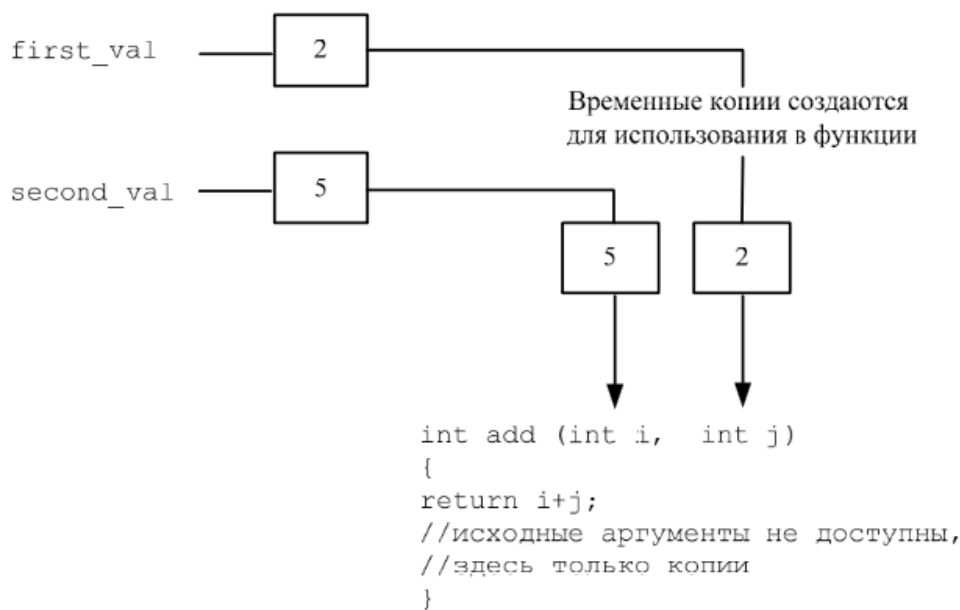 first_val
2
Временные копии создаются
для использования в функции
second_val
5
5
2
int add (int i, int j)
{
return i+j;
//исходные аргументы не доступны,
//здесь только копии
}